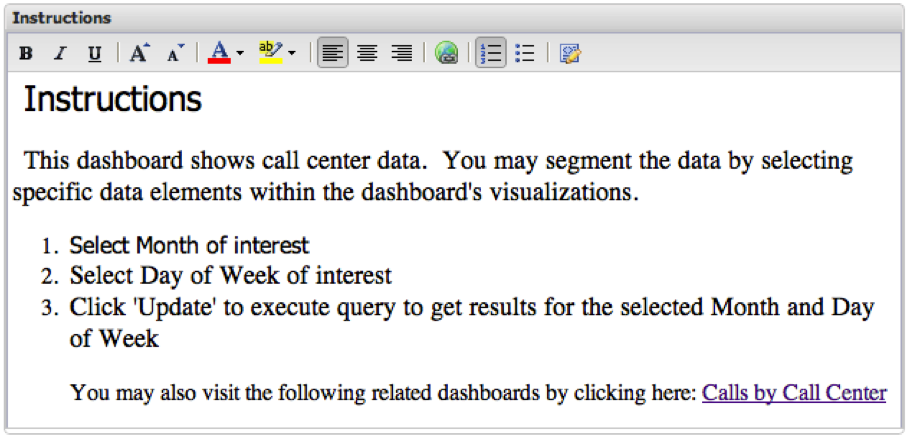 Instructions
B I U A A A ab
Instructions
This dashboard shows call center data.  You may segment the data by selecting
specific data elements within the dashboard's visualizations.
1. Select Month of interest
2. Select Day of Week of interest
3. Click 'Update' to execute query to get results for the selected Month and Day
of Week
You may also visit the following related dashboards by clicking here: Calls by Call Center